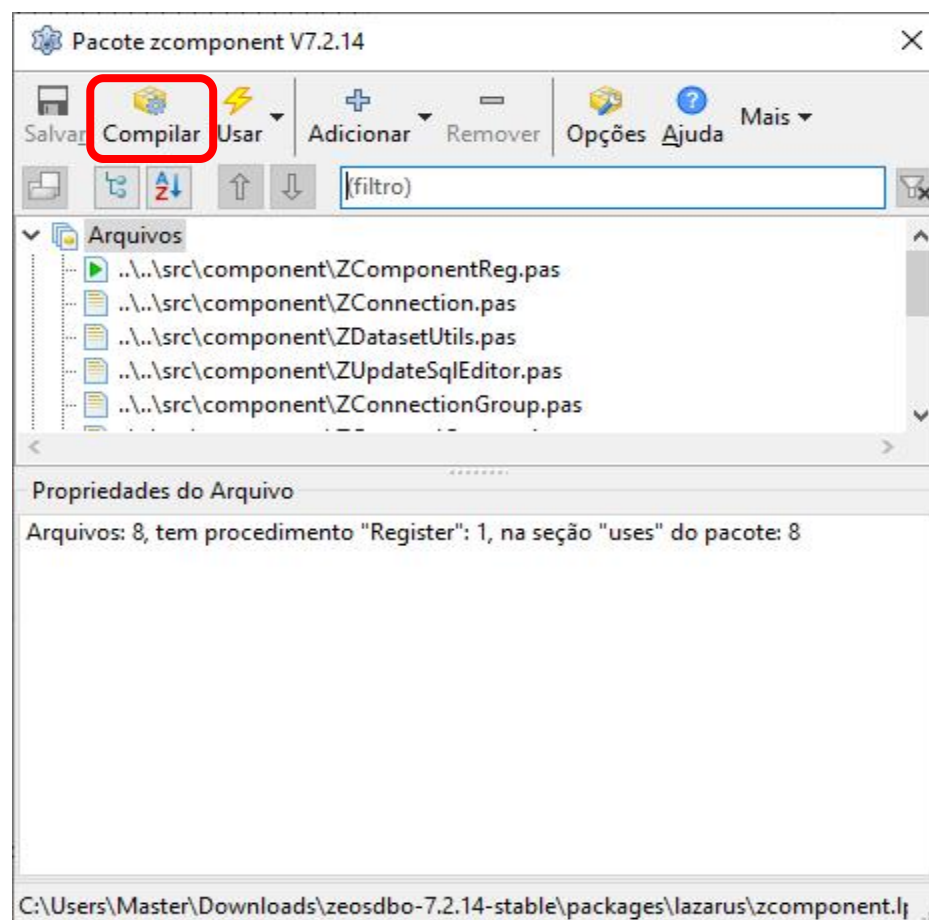 Pacote zcomponent V7.2.14
Salvar Compilar Usar Adicionar Remover Opções Ajuda Mais
(filtro)
Arquivos
..\..\src\component\ZComponentReg.pas
..\..\src\component\ZConnection.pas
..\..\src\component\ZDatasetUtils.pas
..\..\src\component\ZUpdateSqlEditor.pas
..\..\src\component\ZConnectionGroup.pas
Propriedades do Arquivo
Arquivos: 8, tem procedimento "Register": 1, na seção "uses" do pacote: 8
C:\Users\Master\Downloads\zeosdbo-7.2.14-stable\packages\lazarus\zcomponent.l